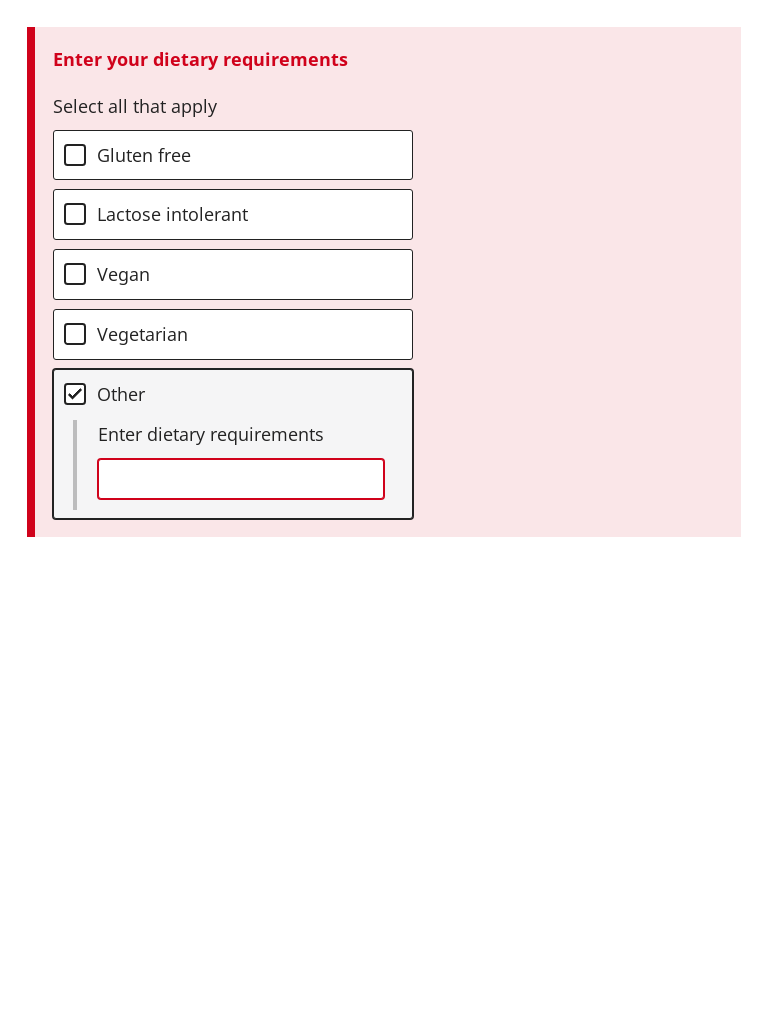 Enter your dietary requirements
Select all that apply
Gluten free
Lactose intolerant
Vegan
Vegetarian
Other
Enter dietary requirements